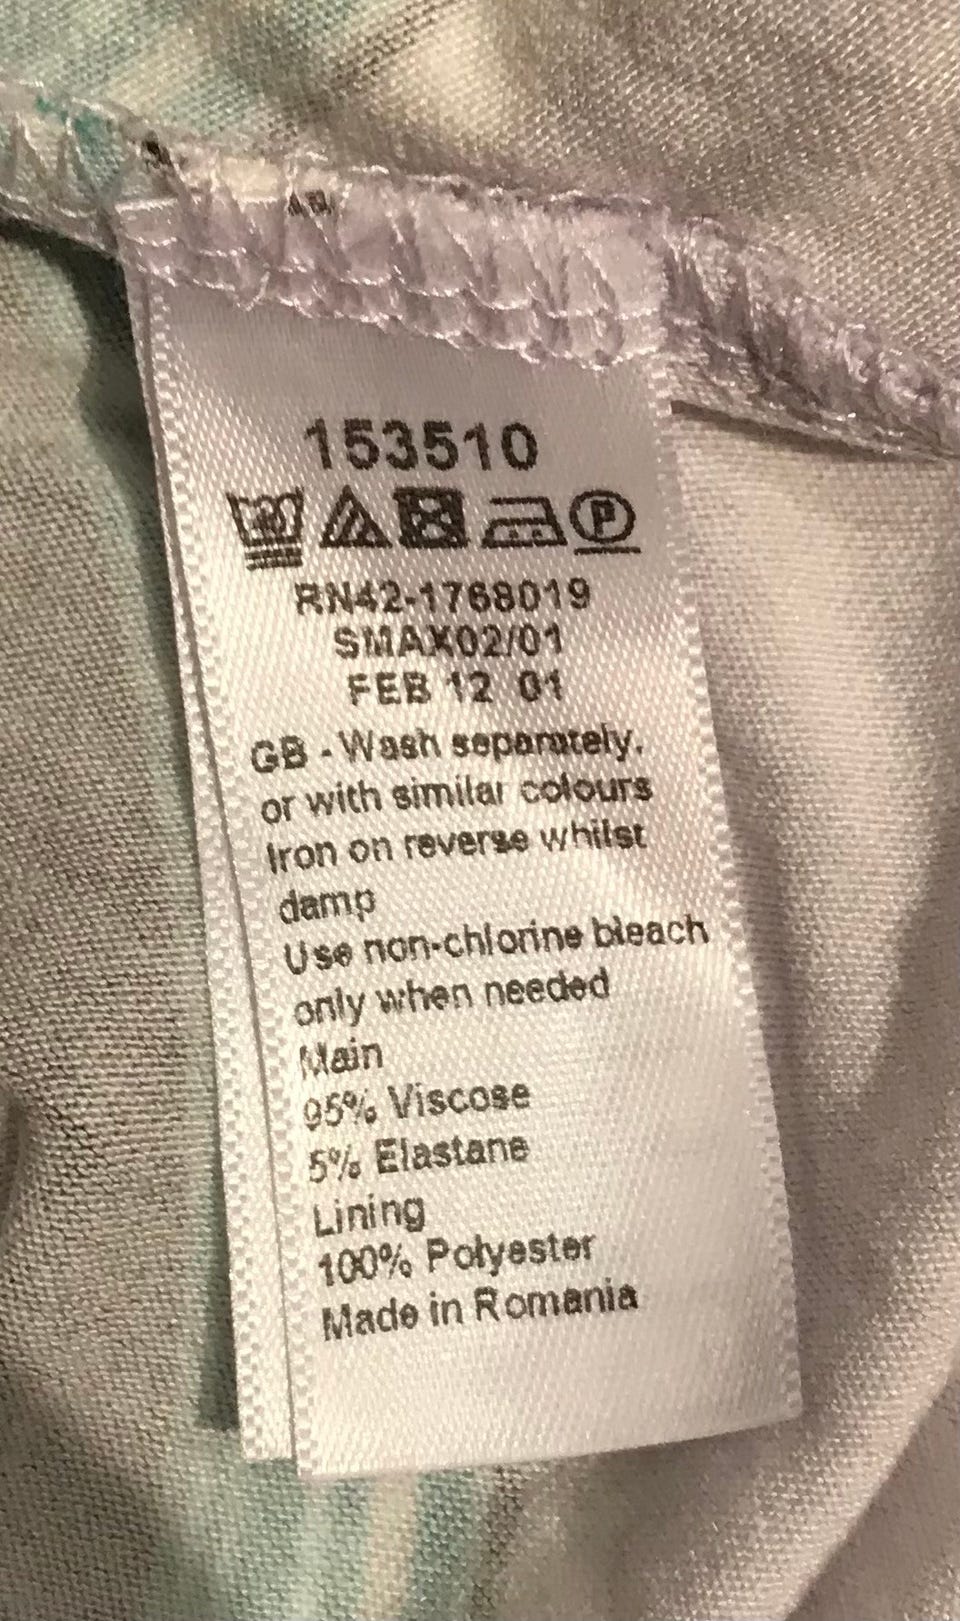 153510
P
RN42-1768019
SMAX02/01
FEB 12 01
GB - Wash separately.
or with similar colours
Iron on reverse whilst
damp
Use non-chlorine bleach
only when needed
Main
95% Viscose
5% Elastane
Lining
100% Polyester
Made in Romania